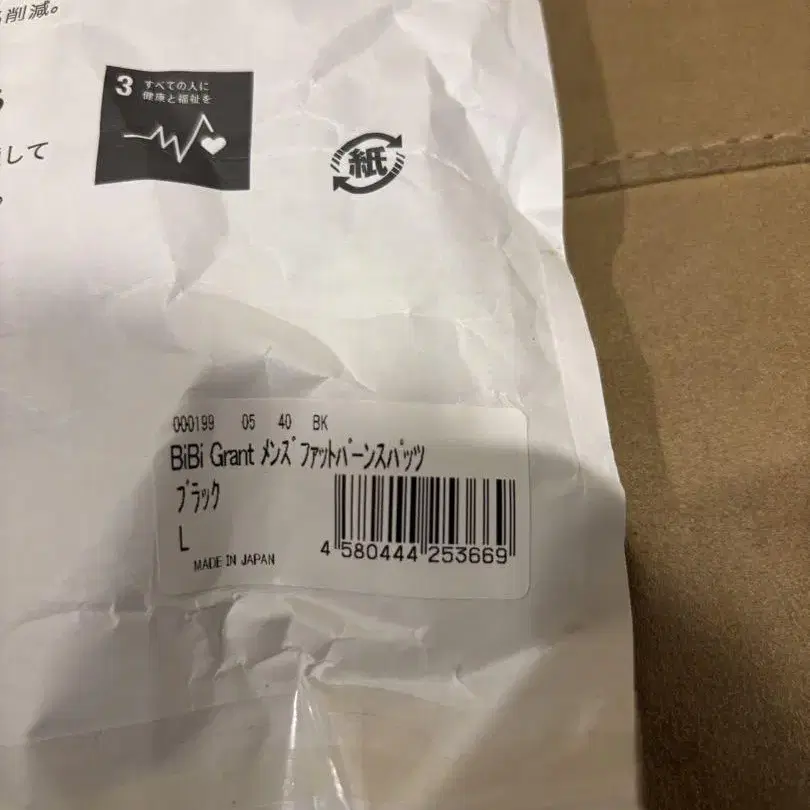 削減。
3 すべての人に
健康と福祉を
して
紙
000199 05 40 BK
BiBi Grant メンズファットバーンスパッツ
ブラック
L
MADE IN JAPAN
4 580444 253669